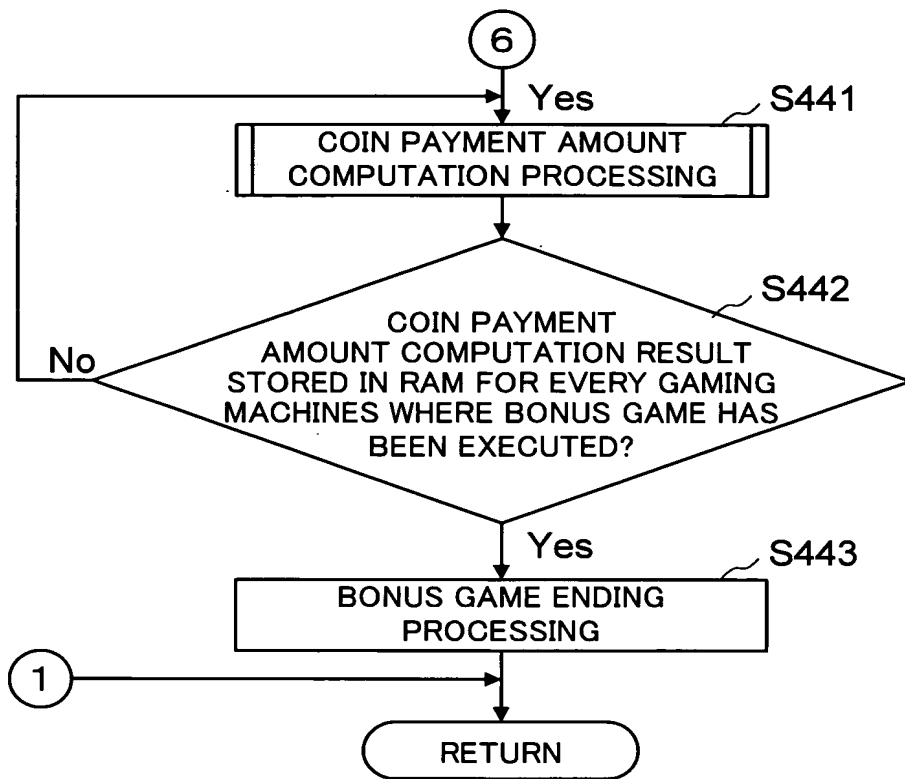 6
Yes
S441
COIN PAYMENT AMOUNT
COMPUTATION PROCESSING
S442
COIN PAYMENT
AMOUNT COMPUTATION RESULT
STORED IN RAM FOR EVERY GAMING
MACHINES WHERE BONUS GAME HAS
BEEN EXECUTED?
No
Yes
S443
BONUS GAME ENDING
PROCESSING
1
RETURN